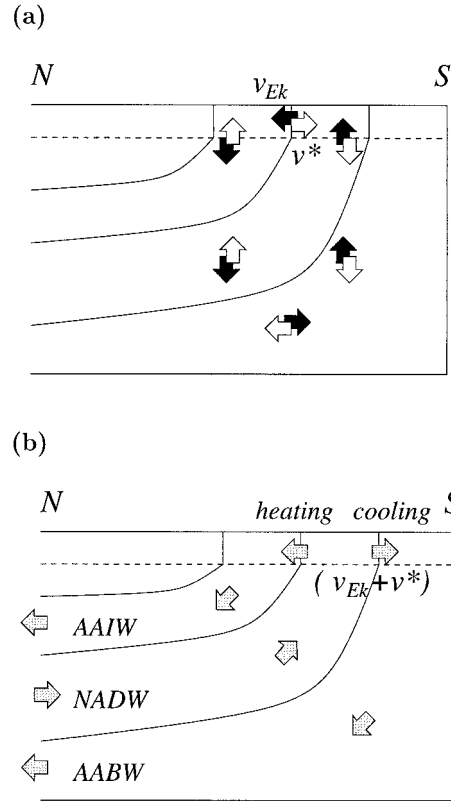 (a)
N v_Ek S
v*
(b)
N S
heating cooling
( v_Ek + v* )
AAIW
NADW
AABW